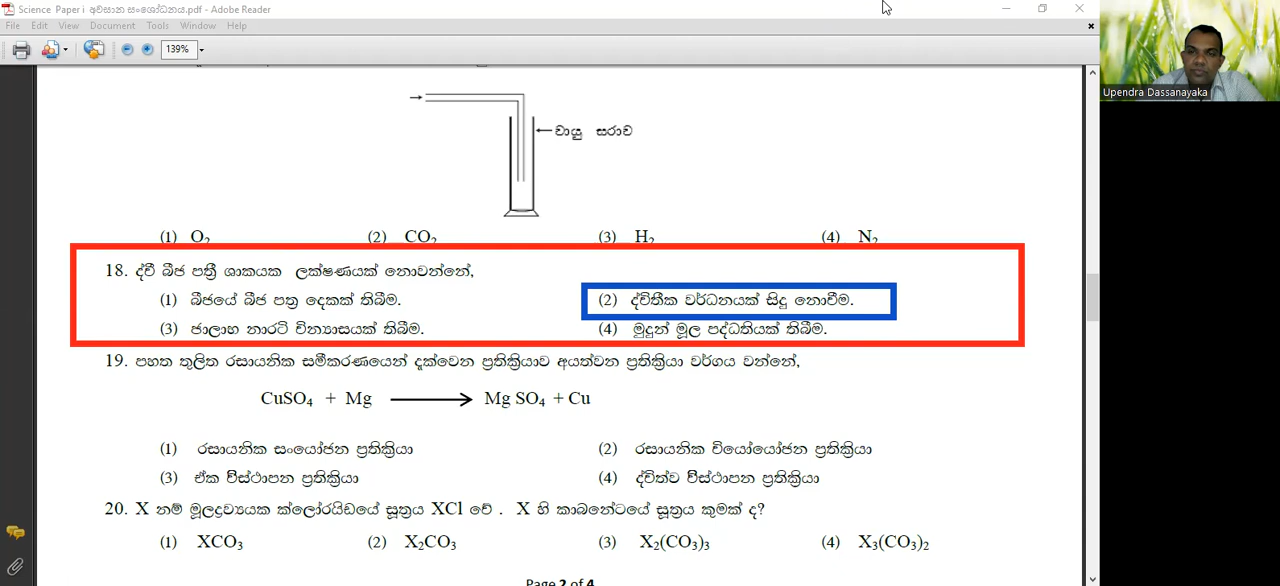 Science Paper i අවසාන සංශෝධනය.pdf - Adobe Reader
File Edit View Document Tools Window Help
139%
වායු සරාව
(1) O₂ (2) CO₂ (3) H₂ (4) N₂
18. ද්වී බීජ පත්‍රී ශාකයක ලක්ෂණයක් නොවන්නේ,
(1) බීජයේ බීජ පත්‍ර දෙකක් තිබීම. (2) ද්විතීක වර්ධනයක් සිදු නොවීම.
(3) ජාලාභ නාරටි වින්‍යාසයක් තිබීම. (4) මුදුන් මූල පද්ධතියක් තිබීම.
19. පහත තුලිත රසායනික සමීකරණයෙන් දැක්වෙන ප්‍රතික්‍රියාව අයත්වන ප්‍රතික්‍රියා වර්ගය වන්නේ,
CuSO₄ + Mg ⟶ Mg SO₄ + Cu
(1) රසායනික සංයෝජන ප්‍රතික්‍රියා (2) රසායනික වියෝයෝජන ප්‍රතික්‍රියා
(3) ඒක විස්ථාපන ප්‍රතික්‍රියා (4) ද්විත්ව විස්ථාපන ප්‍රතික්‍රියා
20. X නම් මූලද්‍රව්‍යයක ක්ලෝරයිඩයේ සූත්‍රය XCl වේ . X හි කාබනේටයේ සූත්‍රය කුමක් ද?
(1) XCO₃ (2) X₂CO₃ (3) X₂(CO₃)₃ (4) X₃(CO₃)₂
Page 2 of 4
Upendra Dassanayaka